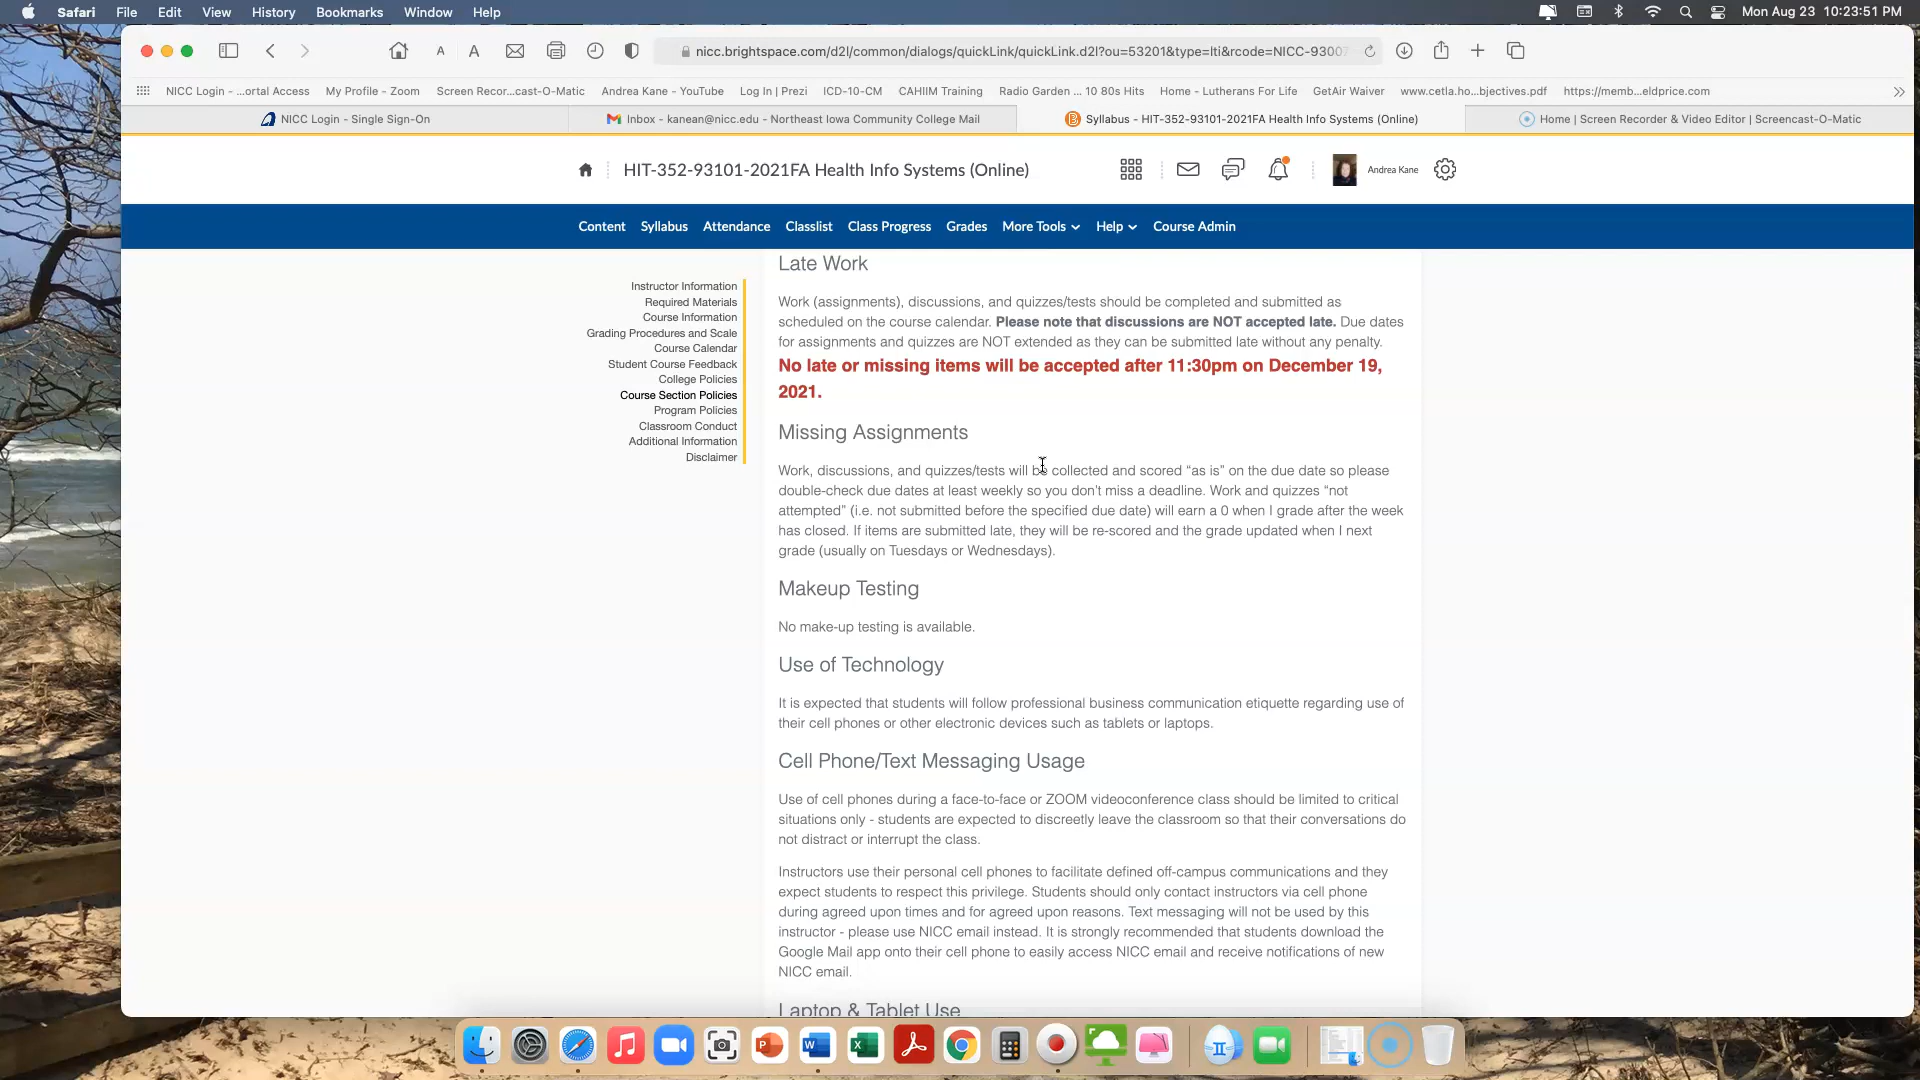 Safari File Edit View History Bookmarks Window Help Mon Aug 23 10:23:51 PM
A A nicc.brightspace.com/d2l/common/dialogs/quickLink/quickLink.d2l?ou=53201&type=lti&rcode=NICC-9300
NICC Login - ...ortal Access My Profile - Zoom Screen Recor...cast-O-Matic Andrea Kane - YouTube Log In | Prezi ICD-10-CM CAHIIM Training Radio Garden ... 10 80s Hits Home - Lutherans For Life GetAir Waiver www.cetla.ho...bjectives.pdf https://memb...eldprice.com
NICC Login - Single Sign-On Inbox - kanean@nicc.edu - Northeast Iowa Community College Mail Syllabus - HIT-352-93101-2021FA Health Info Systems (Online) Home | Screen Recorder & Video Editor | Screencast-O-Matic
HIT-352-93101-2021FA Health Info Systems (Online) Andrea Kane
Content Syllabus Attendance Classlist Class Progress Grades More Tools Help Course Admin
Instructor Information
Required Materials
Course Information
Grading Procedures and Scale
Course Calendar
Student Course Feedback
College Policies
Course Section Policies
Program Policies
Classroom Conduct
Additional Information
Disclaimer
Late Work
Work (assignments), discussions, and quizzes/tests should be completed and submitted as
scheduled on the course calendar. Please note that discussions are NOT accepted late. Due dates
for assignments and quizzes are NOT extended as they can be submitted late without any penalty.
No late or missing items will be accepted after 11:30pm on December 19,
2021.
Missing Assignments
Work, discussions, and quizzes/tests will be collected and scored “as is” on the due date so please
double-check due dates at least weekly so you don’t miss a deadline. Work and quizzes “not
attempted” (i.e. not submitted before the specified due date) will earn a 0 when I grade after the week
has closed. If items are submitted late, they will be re-scored and the grade updated when I next
grade (usually on Tuesdays or Wednesdays).
Makeup Testing
No make-up testing is available.
Use of Technology
It is expected that students will follow professional business communication etiquette regarding use of
their cell phones or other electronic devices such as tablets or laptops.
Cell Phone/Text Messaging Usage
Use of cell phones during a face-to-face or ZOOM videoconference class should be limited to critical
situations only - students are expected to discreetly leave the classroom so that their conversations do
not distract or interrupt the class.
Instructors use their personal cell phones to facilitate defined off-campus communications and they
expect students to respect this privilege. Students should only contact instructors via cell phone
during agreed upon times and for agreed upon reasons. Text messaging will not be used by this
instructor - please use NICC email instead. It is strongly recommended that students download the
Google Mail app onto their cell phone to easily access NICC email and receive notifications of new
NICC email.
Laptop & Tablet Use